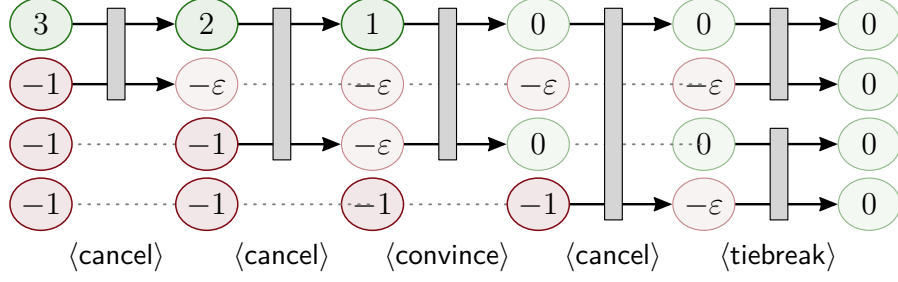 3 2 1 0 0 0
−1 −ε −ε −ε −ε 0
−1 −1 −ε 0 0 0
−1 −1 −1 −1 −ε 0
⟨cancel⟩ ⟨cancel⟩ ⟨convince⟩ ⟨cancel⟩ ⟨tiebreak⟩